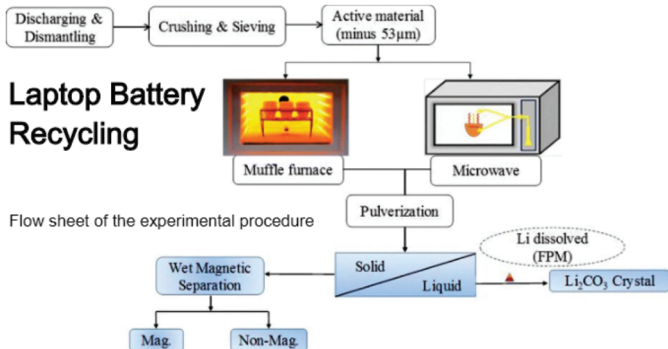 Discharging &
Dismantling
Crushing & Sieving
Active material
(minus 53µm)
Laptop Battery
Recycling
Muffle furnace
Microwave
Flow sheet of the experimental procedure
Pulverization
Li dissolved
(FPM)
Wet Magnetic
Separation
Solid
Liquid
Li₂CO₃ Crystal
Mag.
Non-Mag.